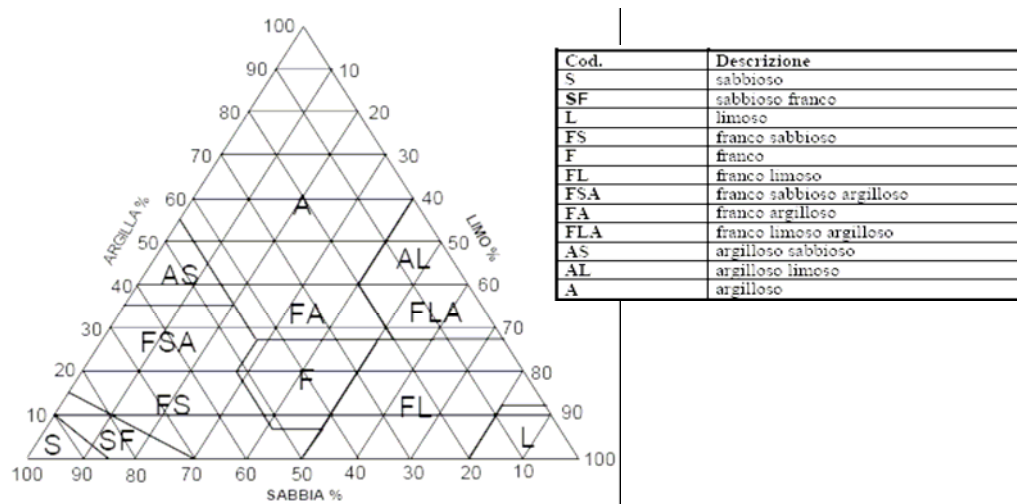 100
90
10
80
20
70
30
60
A
40
ARGILLA %
LIMO %
50
AS
AL
50
40
FA
FLA
60
30
FSA
70
20
F
80
10
FS
FL
90
S
SF
L
100
100 90 80 70 60 50 40 30 20 10
SABBIA %
Cod. Descrizione
S sabbioso
SF sabbioso franco
L limoso
FS franco sabbioso
F franco
FL franco limoso
FSA franco sabbioso argilloso
FA franco argilloso
FLA franco limoso argilloso
AS argilloso sabbioso
AL argilloso limoso
A argilloso